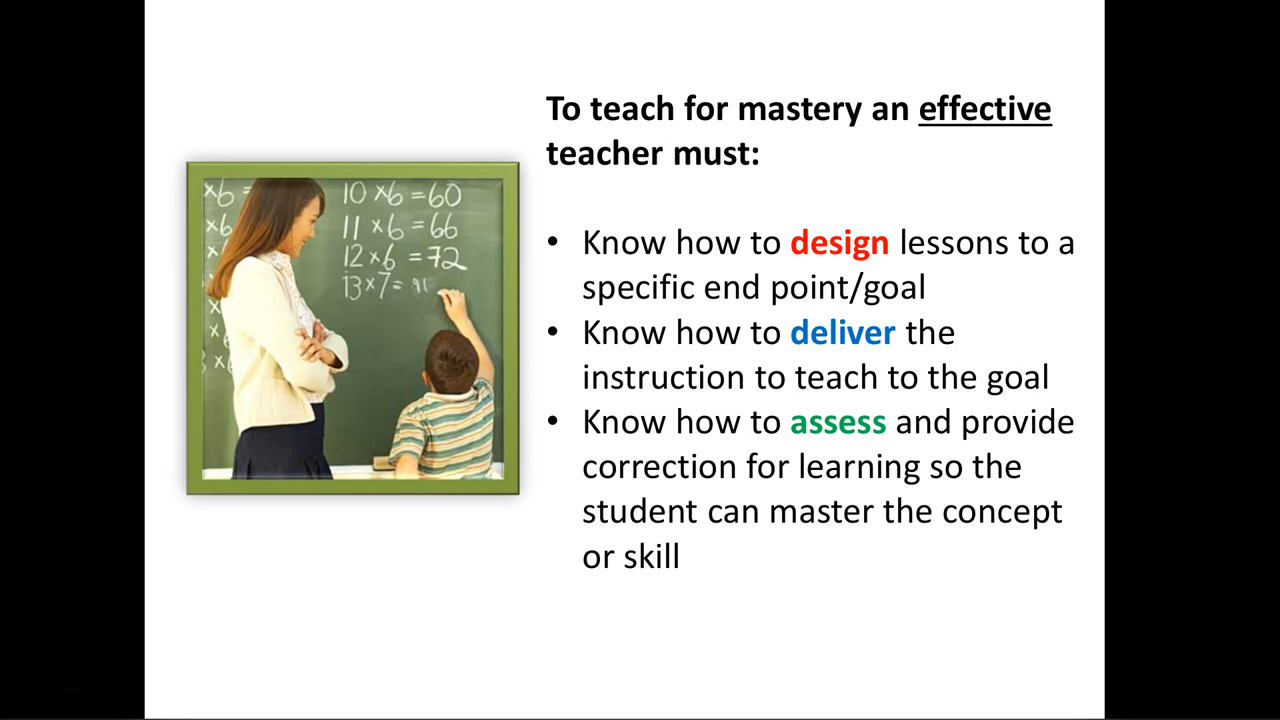 To teach for mastery an effective
teacher must:
• Know how to design lessons to a
specific end point/goal
• Know how to deliver the
instruction to teach to the goal
• Know how to assess and provide
correction for learning so the
student can master the concept
or skill
×6 =
×6
10 ×6 =60
11 ×6 =66
12 ×6 =72
13×7= 91